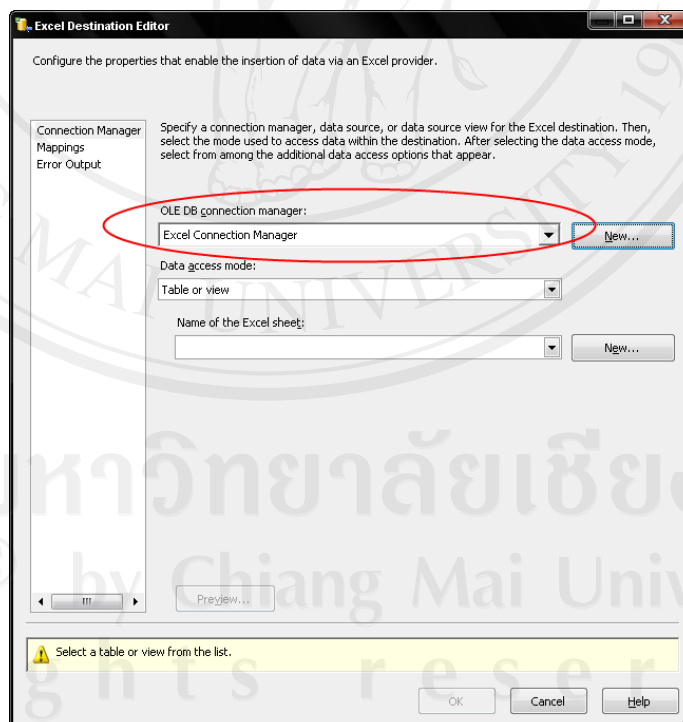 Excel Destination Editor
Configure the properties that enable the insertion of data via an Excel provider.
Connection Manager
Mappings
Error Output
Specify a connection manager, data source, or data source view for the Excel destination. Then,
select the mode used to access data within the destination. After selecting the data access mode,
select from among the additional data access options that appear.
OLE DB connection manager:
Excel Connection Manager
New...
Data access mode:
Table or view
Name of the Excel sheet:
New...
MAI UNIVERSITY 19
หาวิทยาลัยเชีย
© by Chiang Mai Univ
Preview...
Select a table or view from the list.
ghts reser
OK
Cancel
Help